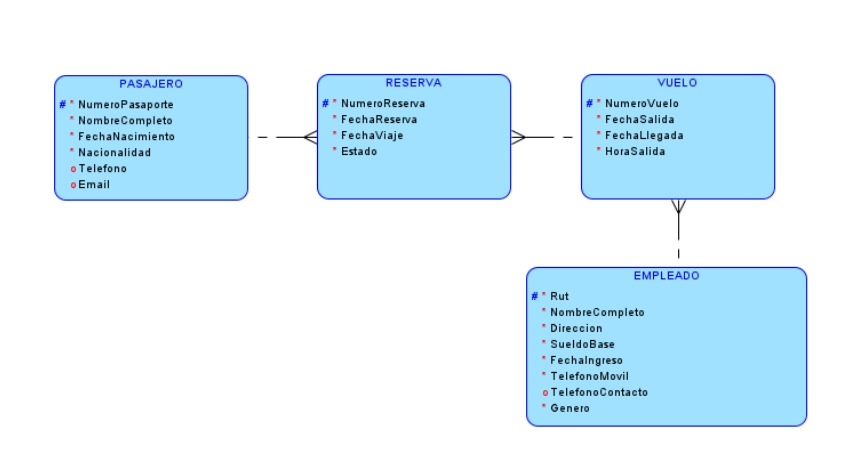 PASAJERO
# * NumeroPasaporte
* NombreCompleto
* FechaNacimiento
* Nacionalidad
o Telefono
o Email
RESERVA
# * NumeroReserva
* FechaReserva
* FechaViaje
* Estado
VUELO
# * NumeroVuelo
* FechaSalida
* FechaLlegada
* HoraSalida
EMPLEADO
# * Rut
* NombreCompleto
* Direccion
* SueldoBase
* FechaIngreso
* TelefonoMovil
o TelefonoContacto
* Genero